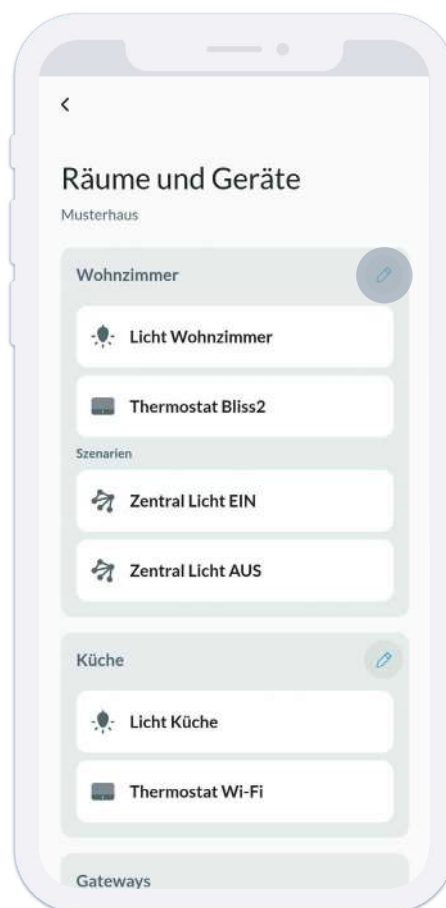 Räume und Geräte
Musterhaus
Wohnzimmer
Licht Wohnzimmer
Thermostat Bliss2
Szenarien
Zentral Licht EIN
Zentral Licht AUS
Küche
Licht Küche
Thermostat Wi-Fi
Gateways